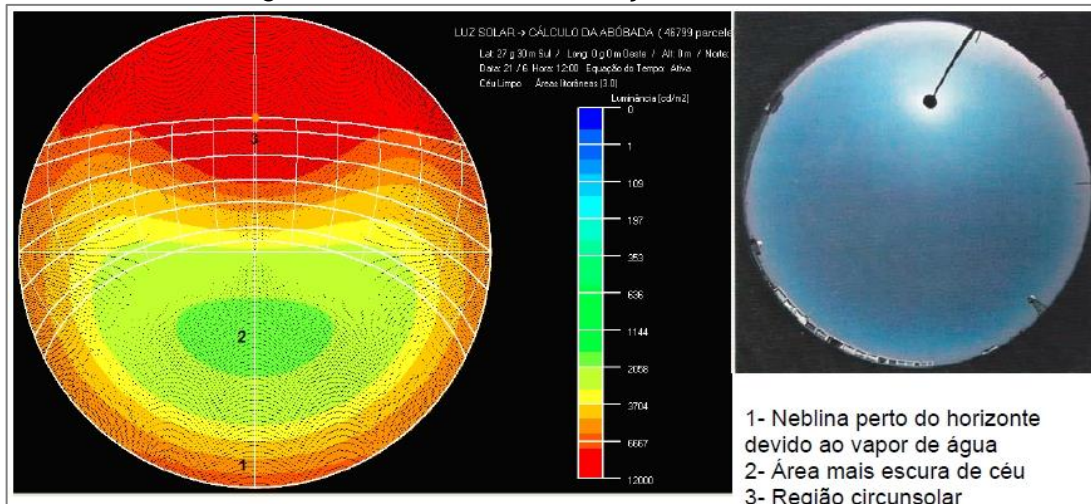 LUZ SOLAR → CÁLCULO DA ABÓBADA ( 46799 parcele
Lat: 27 g 30 m Sul / Long: 0 g 0 m Oeste / Alt: 0 m / Norte:
Data: 21 / 6 Hora: 12:00 Equação do Tempo: Ativa
Céu Limpo Áreas litorâneas (3.0)
Luminância [cd/m2]
0
1
109
197
353
636
1144
2058
3704
6667
12000
3
2
1
1- Neblina perto do horizonte
devido ao vapor de água
2- Área mais escura de céu
3- Região circunsolar